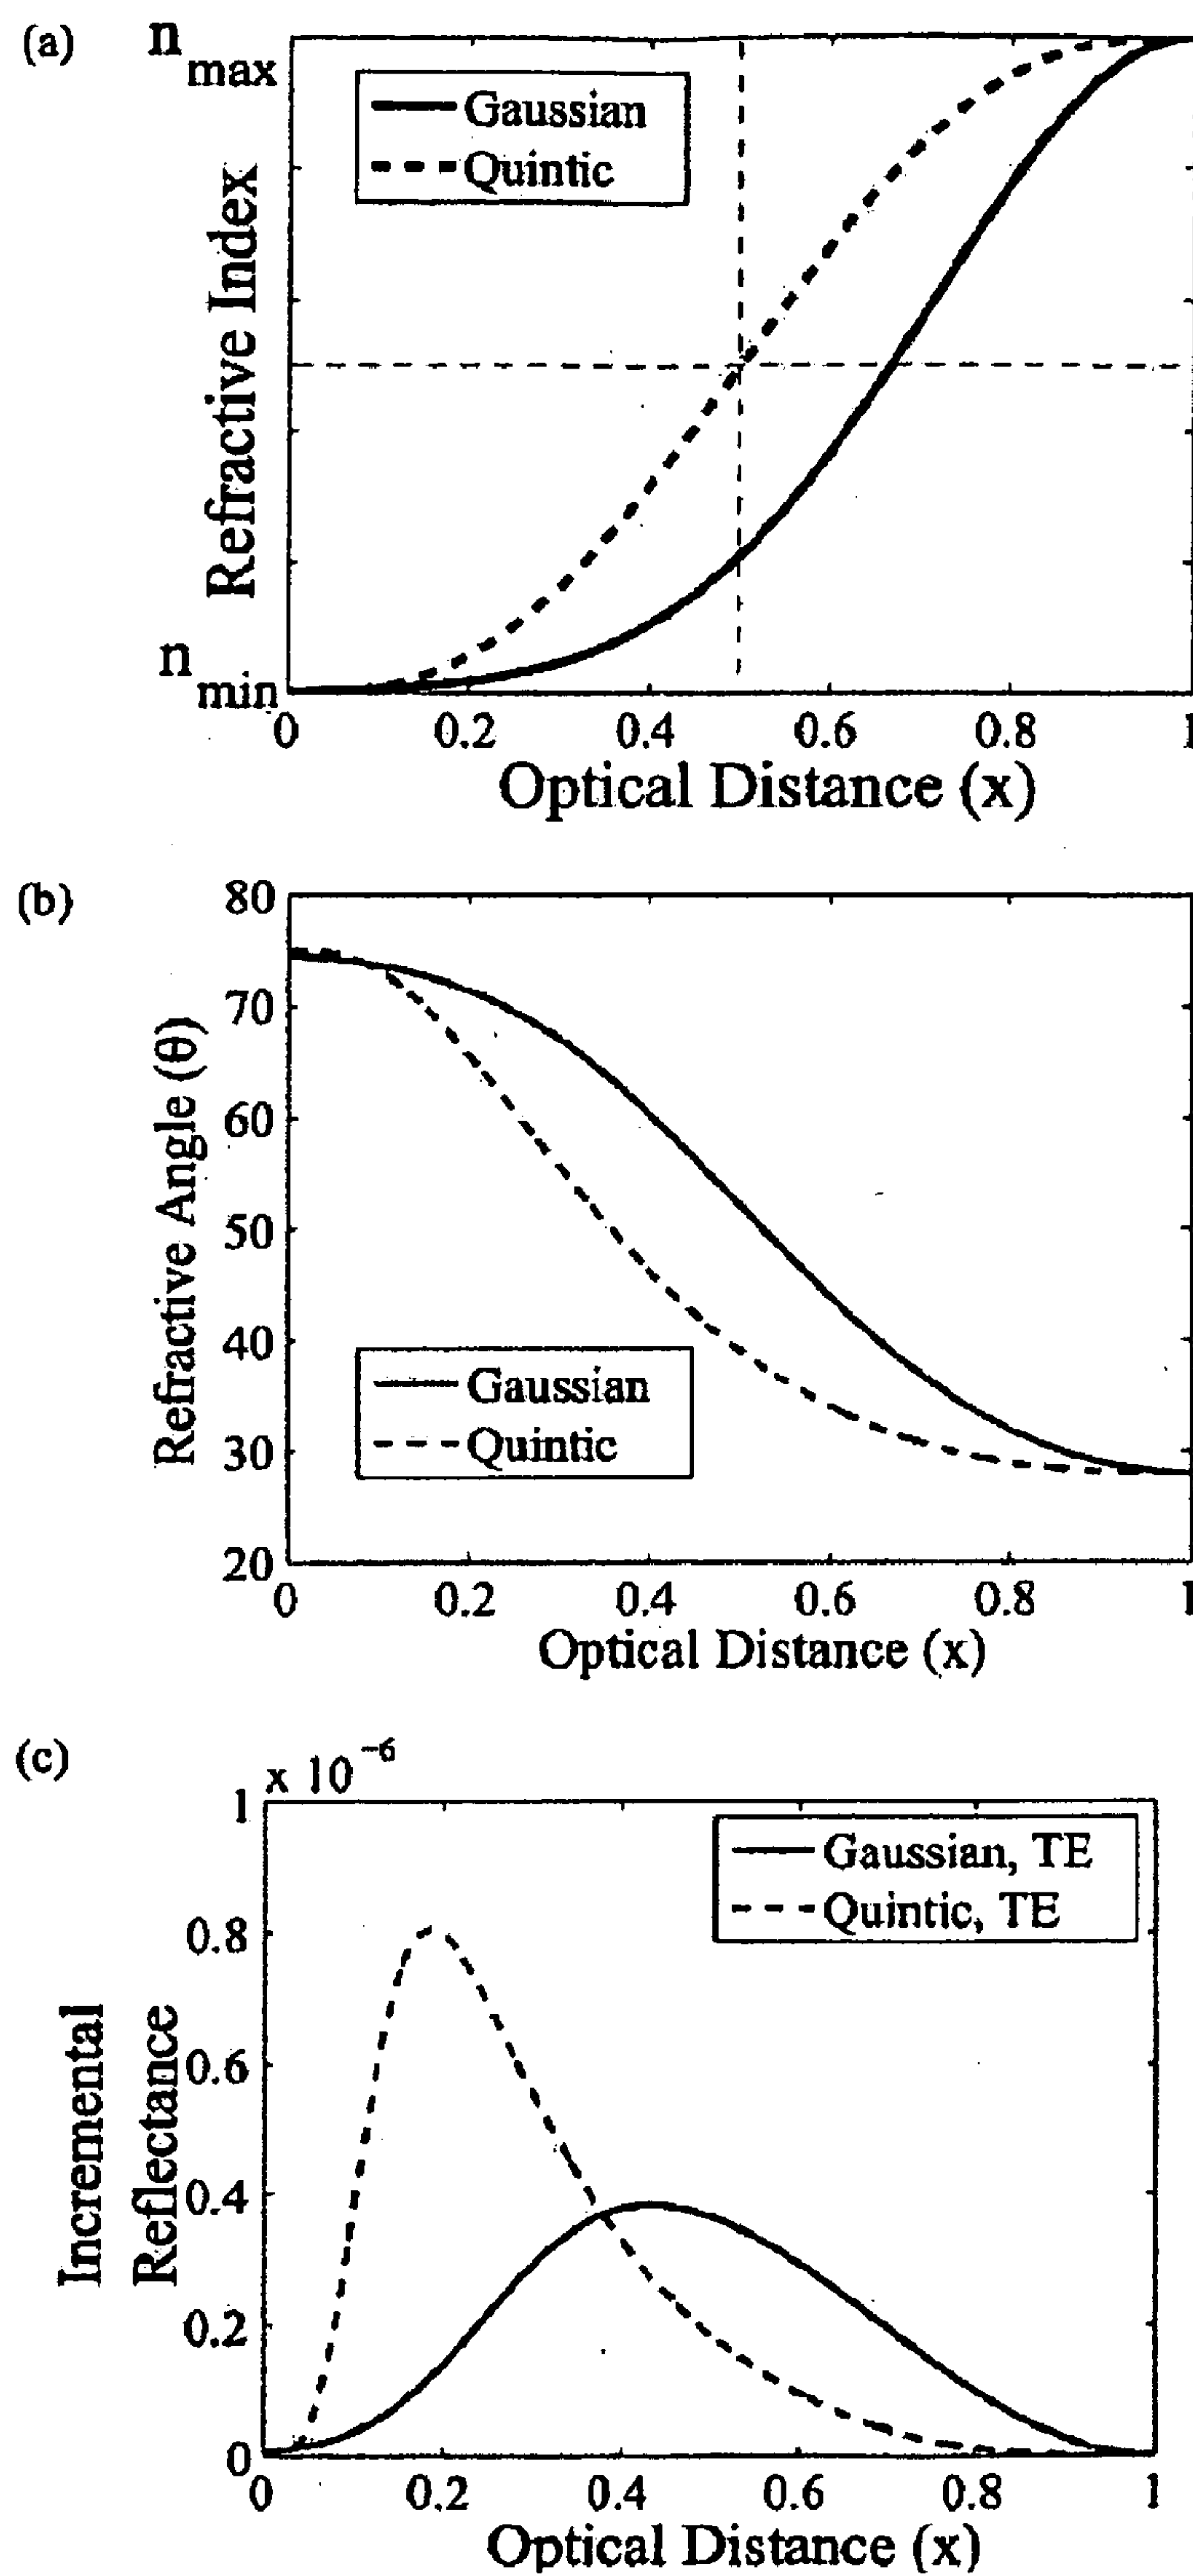 (a)
n max
Gaussian
Quintic
Refractive Index
n min
0 0.2 0.4 0.6 0.8 1
Optical Distance (x)
(b)
80
70
60
50
40
30
20
Refractive Angle (θ)
Gaussian
Quintic
0 0.2 0.4 0.6 0.8 1
Optical Distance (x)
(c)
x 10⁻⁶
1
0.8
0.6
0.4
0.2
0
Incremental
Reflectance
Gaussian, TE
Quintic, TE
0 0.2 0.4 0.6 0.8 1
Optical Distance (x)